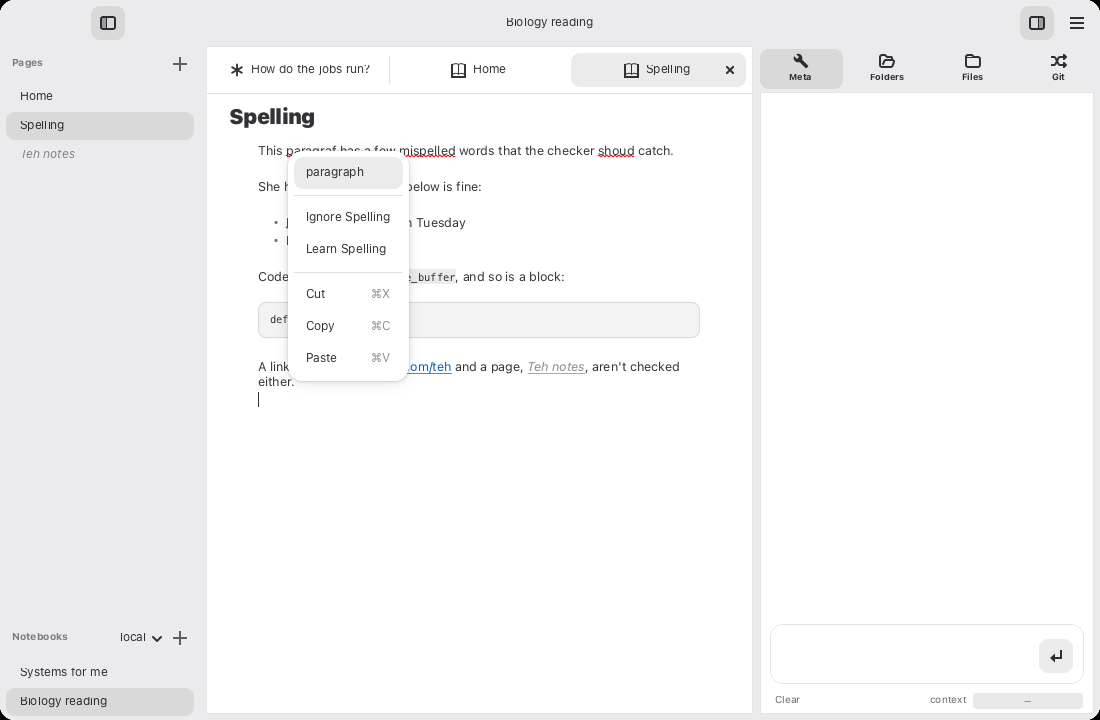 Biology reading
Pages
Home
Spelling
Teh notes
How do the jobs run?
Home
Spelling
Meta
Folders
Files
Git
Spelling
This paragraf has a few mispelled words that the checker shoud catch.
paragraph
She h below is fine:
Ignore Spelling
n Tuesday
Learn Spelling
Code e_buffer, and so is a block:
Cut ⌘X
def
Copy ⌘C
Paste ⌘V
A link om/teh and a page, Teh notes, aren't checked
either.
Notebooks
local
Systems for me
Biology reading
Clear
context –